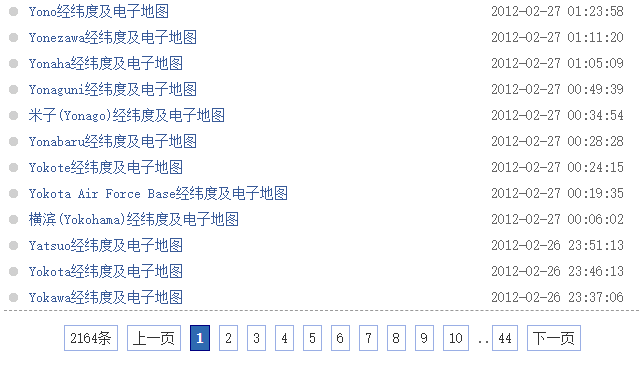 Yono经纬度及电子地图 2012-02-27 01:23:58
Yonezawa经纬度及电子地图 2012-02-27 01:11:20
Yonaha经纬度及电子地图 2012-02-27 01:05:09
Yonaguni经纬度及电子地图 2012-02-27 00:49:39
米子(Yonago)经纬度及电子地图 2012-02-27 00:34:54
Yonabaru经纬度及电子地图 2012-02-27 00:28:28
Yokote经纬度及电子地图 2012-02-27 00:24:15
Yokota Air Force Base经纬度及电子地图 2012-02-27 00:19:35
横滨(Yokohama)经纬度及电子地图 2012-02-27 00:06:02
Yatsuo经纬度及电子地图 2012-02-26 23:51:13
Yokota经纬度及电子地图 2012-02-26 23:46:13
Yokawa经纬度及电子地图 2012-02-26 23:37:06
2164条 上一页 1 2 3 4 5 6 7 8 9 10 .. 44 下一页